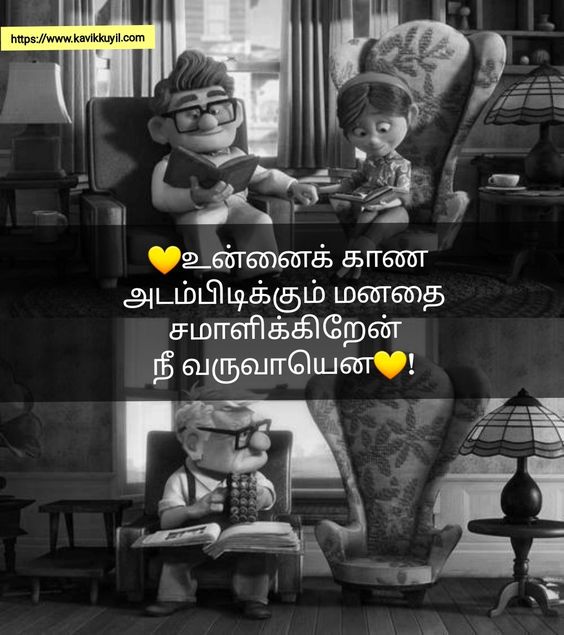 https://www.kavikkuyil.com
💛உன்னைக் காண
அடம்பிடிக்கும் மனதை
சமாளிக்கிறேன்
நீ வருவாயென💛!